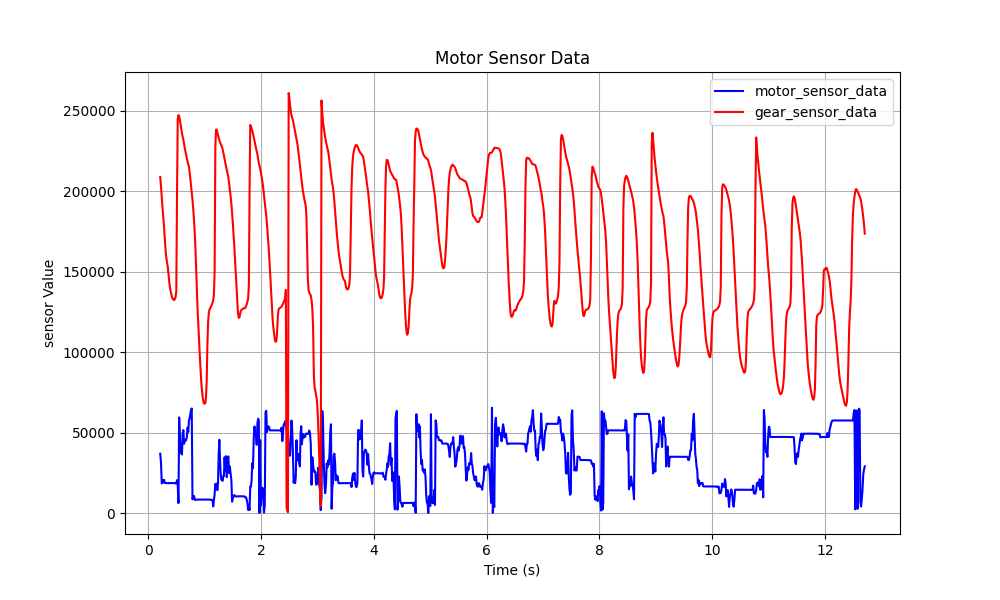 Motor Sensor Data
motor_sensor_data
gear_sensor_data
250000
200000
150000
100000
50000
0
sensor Value
0 2 4 6 8 10 12
Time (s)